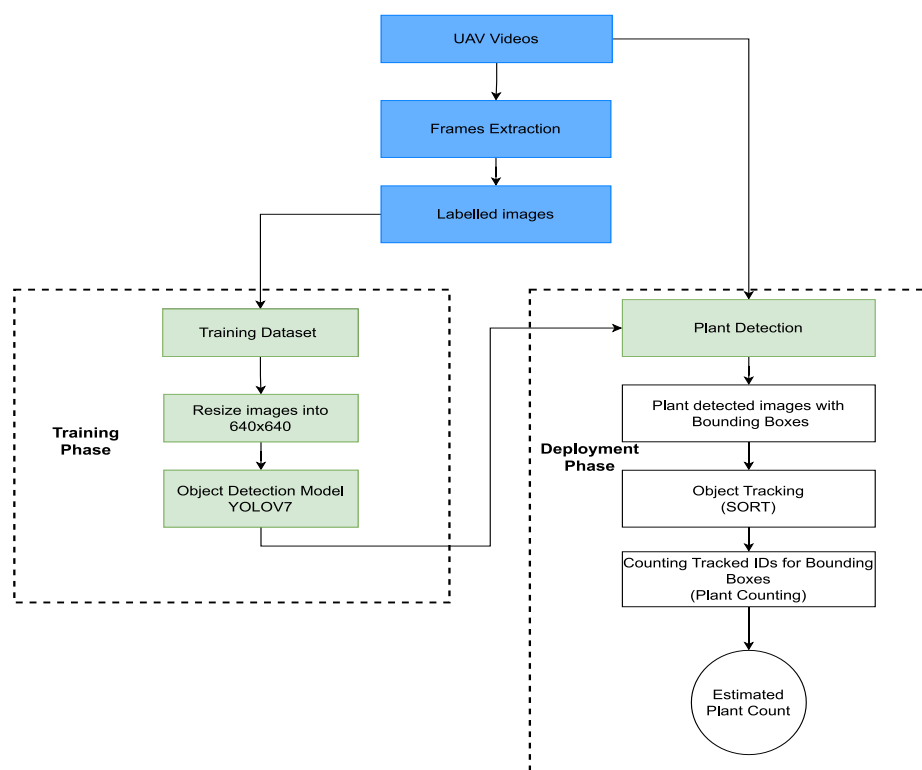 UAV Videos
Frames Extraction
Labelled images
Training Dataset
Resize images into
640x640
Training
Phase
Object Detection Model
YOLOV7
Plant Detection
Plant detected images with
Bounding Boxes
Deployment
Phase
Object Tracking
(SORT)
Counting Tracked IDs for Bounding
Boxes
(Plant Counting)
Estimated
Plant Count